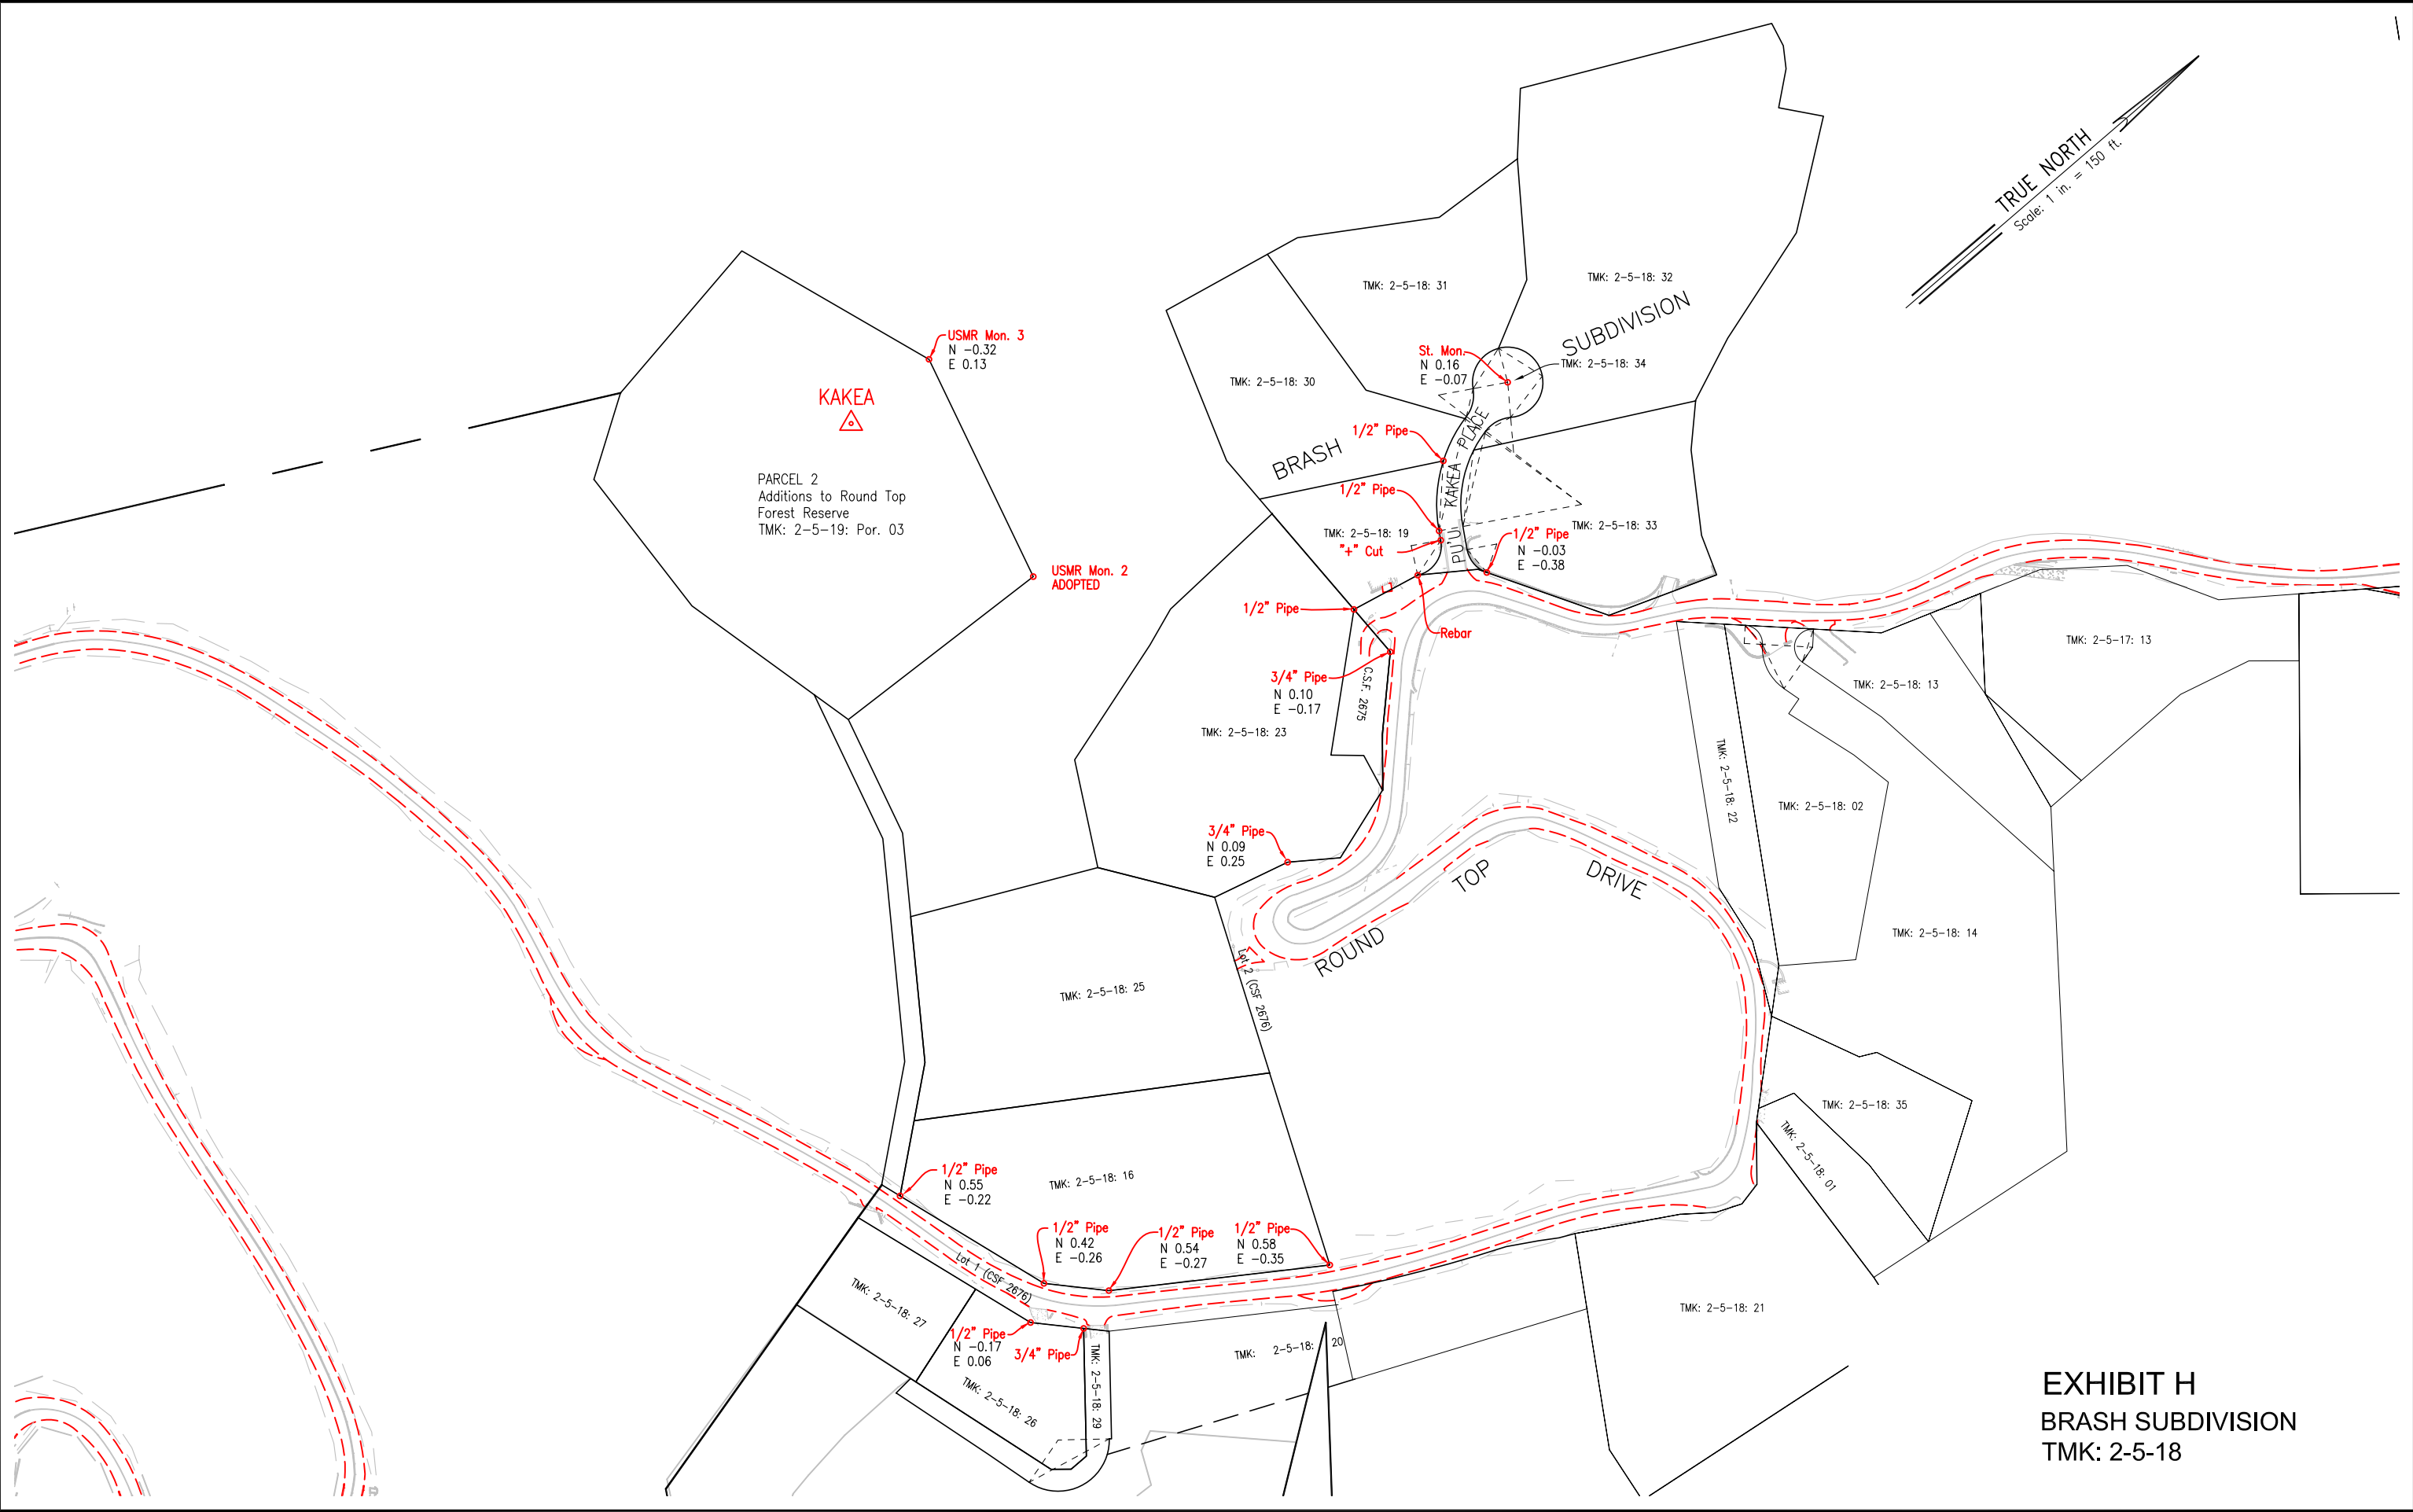 TRUE NORTH
Scale: 1 in. = 150 ft.
TMK: 2-5-18: 31
TMK: 2-5-18: 32
SUBDIVISION
USMR Mon. 3
N -0.32
E 0.13
St. Mon.
N 0.16
E -0.07
TMK: 2-5-18: 34
TMK: 2-5-18: 30
KAKEA
1/2" Pipe
BRASH
PU'U KAKEA PLACE
PARCEL 2
Additions to Round Top
Forest Reserve
TMK: 2-5-19: Por. 03
1/2" Pipe
TMK: 2-5-18: 19
"+" Cut
1/2" Pipe
N -0.03
E -0.38
TMK: 2-5-18: 33
USMR Mon. 2
ADOPTED
1/2" Pipe
Rebar
TMK: 2-5-17: 13
3/4" Pipe
N 0.10
E -0.17
C.S.F. 2675
TMK: 2-5-18: 13
TMK: 2-5-18: 23
TMK: 2-5-18: 22
TMK: 2-5-18: 02
3/4" Pipe
N 0.09
E 0.25
ROUND TOP DRIVE
TMK: 2-5-18: 14
Lot 2 (CSF 2676)
TMK: 2-5-18: 25
TMK: 2-5-18: 35
TMK: 2-5-18: 01
1/2" Pipe
N 0.55
E -0.22
TMK: 2-5-18: 16
1/2" Pipe
N 0.42
E -0.26
1/2" Pipe
N 0.54
E -0.27
1/2" Pipe
N 0.58
E -0.35
Lot 1 (CSF 2676)
TMK: 2-5-18: 27
TMK: 2-5-18: 21
1/2" Pipe
N -0.17
E 0.06
3/4" Pipe
TMK: 2-5-18: 20
TMK: 2-5-18: 26
TMK: 2-5-18: 29
EXHIBIT H
BRASH SUBDIVISION
TMK: 2-5-18